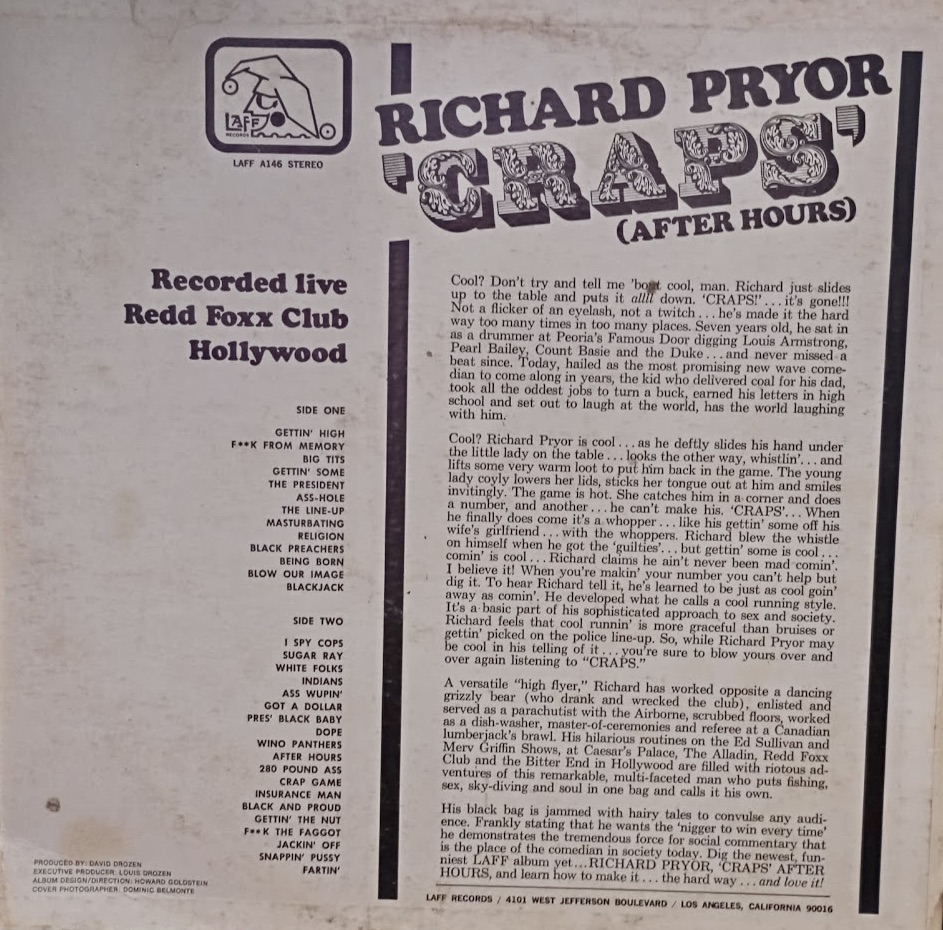 LAFF
RECORDS
LAFF A146 STEREO
RICHARD PRYOR
'CRAPS'
(AFTER HOURS)
Recorded live
Redd Foxx Club
Hollywood
SIDE ONE
GETTIN' HIGH
F**K FROM MEMORY
BIG TITS
GETTIN' SOME
THE PRESIDENT
ASS-HOLE
THE LINE-UP
MASTURBATING
RELIGION
BLACK PREACHERS
BEING BORN
BLOW OUR IMAGE
BLACKJACK
SIDE TWO
I SPY COPS
SUGAR RAY
WHITE FOLKS
INDIANS
ASS WUPIN'
GOT A DOLLAR
PRES' BLACK BABY
DOPE
WINO PANTHERS
AFTER HOURS
280 POUND ASS
CRAP GAME
INSURANCE MAN
BLACK AND PROUD
GETTIN' THE NUT
F**K THE FAGGOT
JACKIN' OFF
SNAPPIN' PUSSY
FARTIN'
PRODUCED BY: DAVID DROZEN
EXECUTIVE PRODUCER: LOUIS DROZEN
ALBUM DESIGN/DIRECTION: HOWARD GOLDSTEIN
COVER PHOTOGRAPHER: DOMINIC BELMONTE
Cool? Don't try and tell me 'bout cool, man. Richard just slides
up to the table and puts it allll down. 'CRAPS!'...it's gone!!!
Not a flicker of an eyelash, not a twitch...he's made it the hard
way too many times in too many places. Seven years old, he sat in
as a drummer at Peoria's Famous Door digging Louis Armstrong,
Pearl Bailey, Count Basie and the Duke...and never missed a
beat since. Today, hailed as the most promising new wave come-
dian to come along in years, the kid who delivered coal for his dad,
took all the oddest jobs to turn a buck, earned his letters in high
school and set out to laugh at the world, has the world laughing
with him.
Cool? Richard Pryor is cool...as he deftly slides his hand under
the little lady on the table...looks the other way, whistlin'...and
lifts some very warm loot to put him back in the game. The young
lady coyly lowers her lids, sticks her tongue out at him and smiles
invitingly. The game is hot. She catches him in a corner and does
a number, and another...he can't make his. 'CRAPS'...When
he finally does come it's a whopper...like his gettin' some off his
wife's girlfriend...with the whoppers. Richard blew the whistle
on himself when he got the 'guilties'...but gettin' some is cool...
comin' is cool...Richard claims he ain't never been mad comin'.
I believe it! When you're makin' your number you can't help but
dig it. To hear Richard tell it, he's learned to be just as cool goin'
away as comin'. He developed what he calls a cool running style.
It's a basic part of his sophisticated approach to sex and society.
Richard feels that cool runnin' is more graceful than bruises or
gettin' picked on the police line-up. So, while Richard Pryor may
be cool in his telling of it...you're sure to blow yours over and
over again listening to "CRAPS."
A versatile "high flyer," Richard has worked opposite a dancing
grizzly bear (who drank and wrecked the club), enlisted and
served as a parachutist with the Airborne, scrubbed floors, worked
as a dish-washer, master-of-ceremonies and referee at a Canadian
lumberjack's brawl. His hilarious routines on the Ed Sullivan and
Merv Griffin Shows, at Caesar's Palace, The Alladin, Redd Foxx
Club and the Bitter End in Hollywood are filled with riotous ad-
ventures of this remarkable, multi-faceted man who puts fishing,
sex, sky-diving and soul in one bag and calls it his own.
His black bag is jammed with hairy tales to convulse any audi-
ence. Frankly stating that he wants the 'nigger to win every time'
he demonstrates the tremendous force for social commentary that
is the place of the comedian in society today. Dig the newest, fun-
niest LAFF album yet...RICHARD PRYOR, 'CRAPS' AFTER
HOURS, and learn how to make it...the hard way...and love it!
LAFF RECORDS / 4101 WEST JEFFERSON BOULEVARD / LOS ANGELES, CALIFORNIA 90016